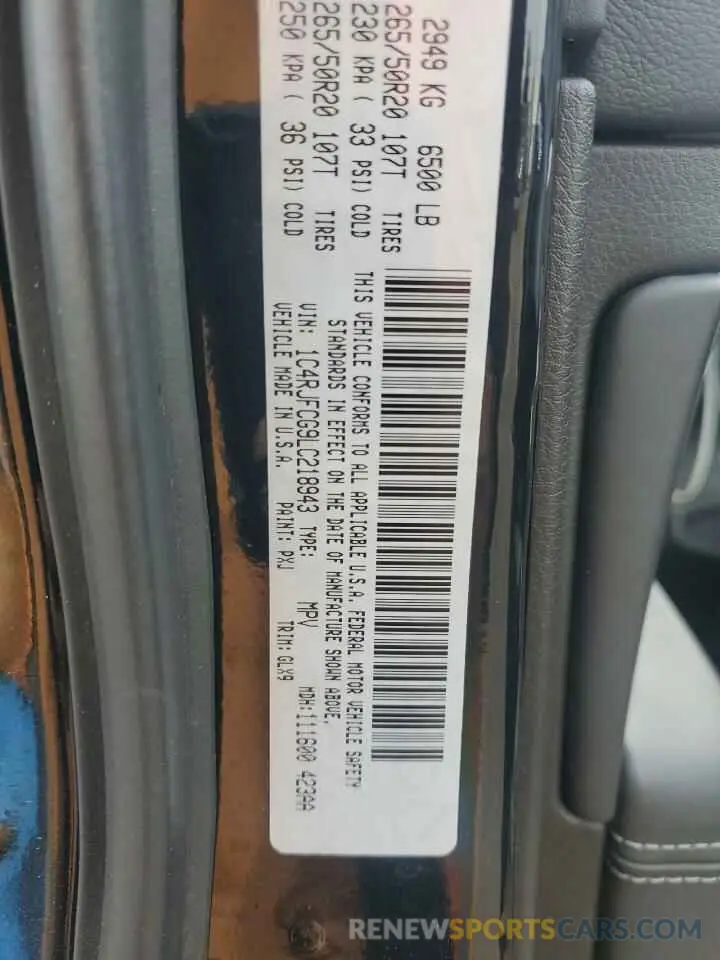 2949 KG 6500 LB
265/50R20 107T TIRES
230 KPA ( 33 PSI) COLD
265/50R20 107T TIRES
250 KPA ( 36 PSI) COLD
THIS VEHICLE CONFORMS TO ALL APPLICABLE U.S.A. FEDERAL MOTOR VEHICLE SAFETY
STANDARDS IN EFFECT ON THE DATE OF MANUFACTURE SHOWN ABOVE.
VIN: 1C4RJFCG9LC218943 TYPE: MPV MDH:111600 423AA
VEHICLE MADE IN U.S.A. PAINT: PXJ TRIM: GLX9
RENEWSPORTSCARS.COM